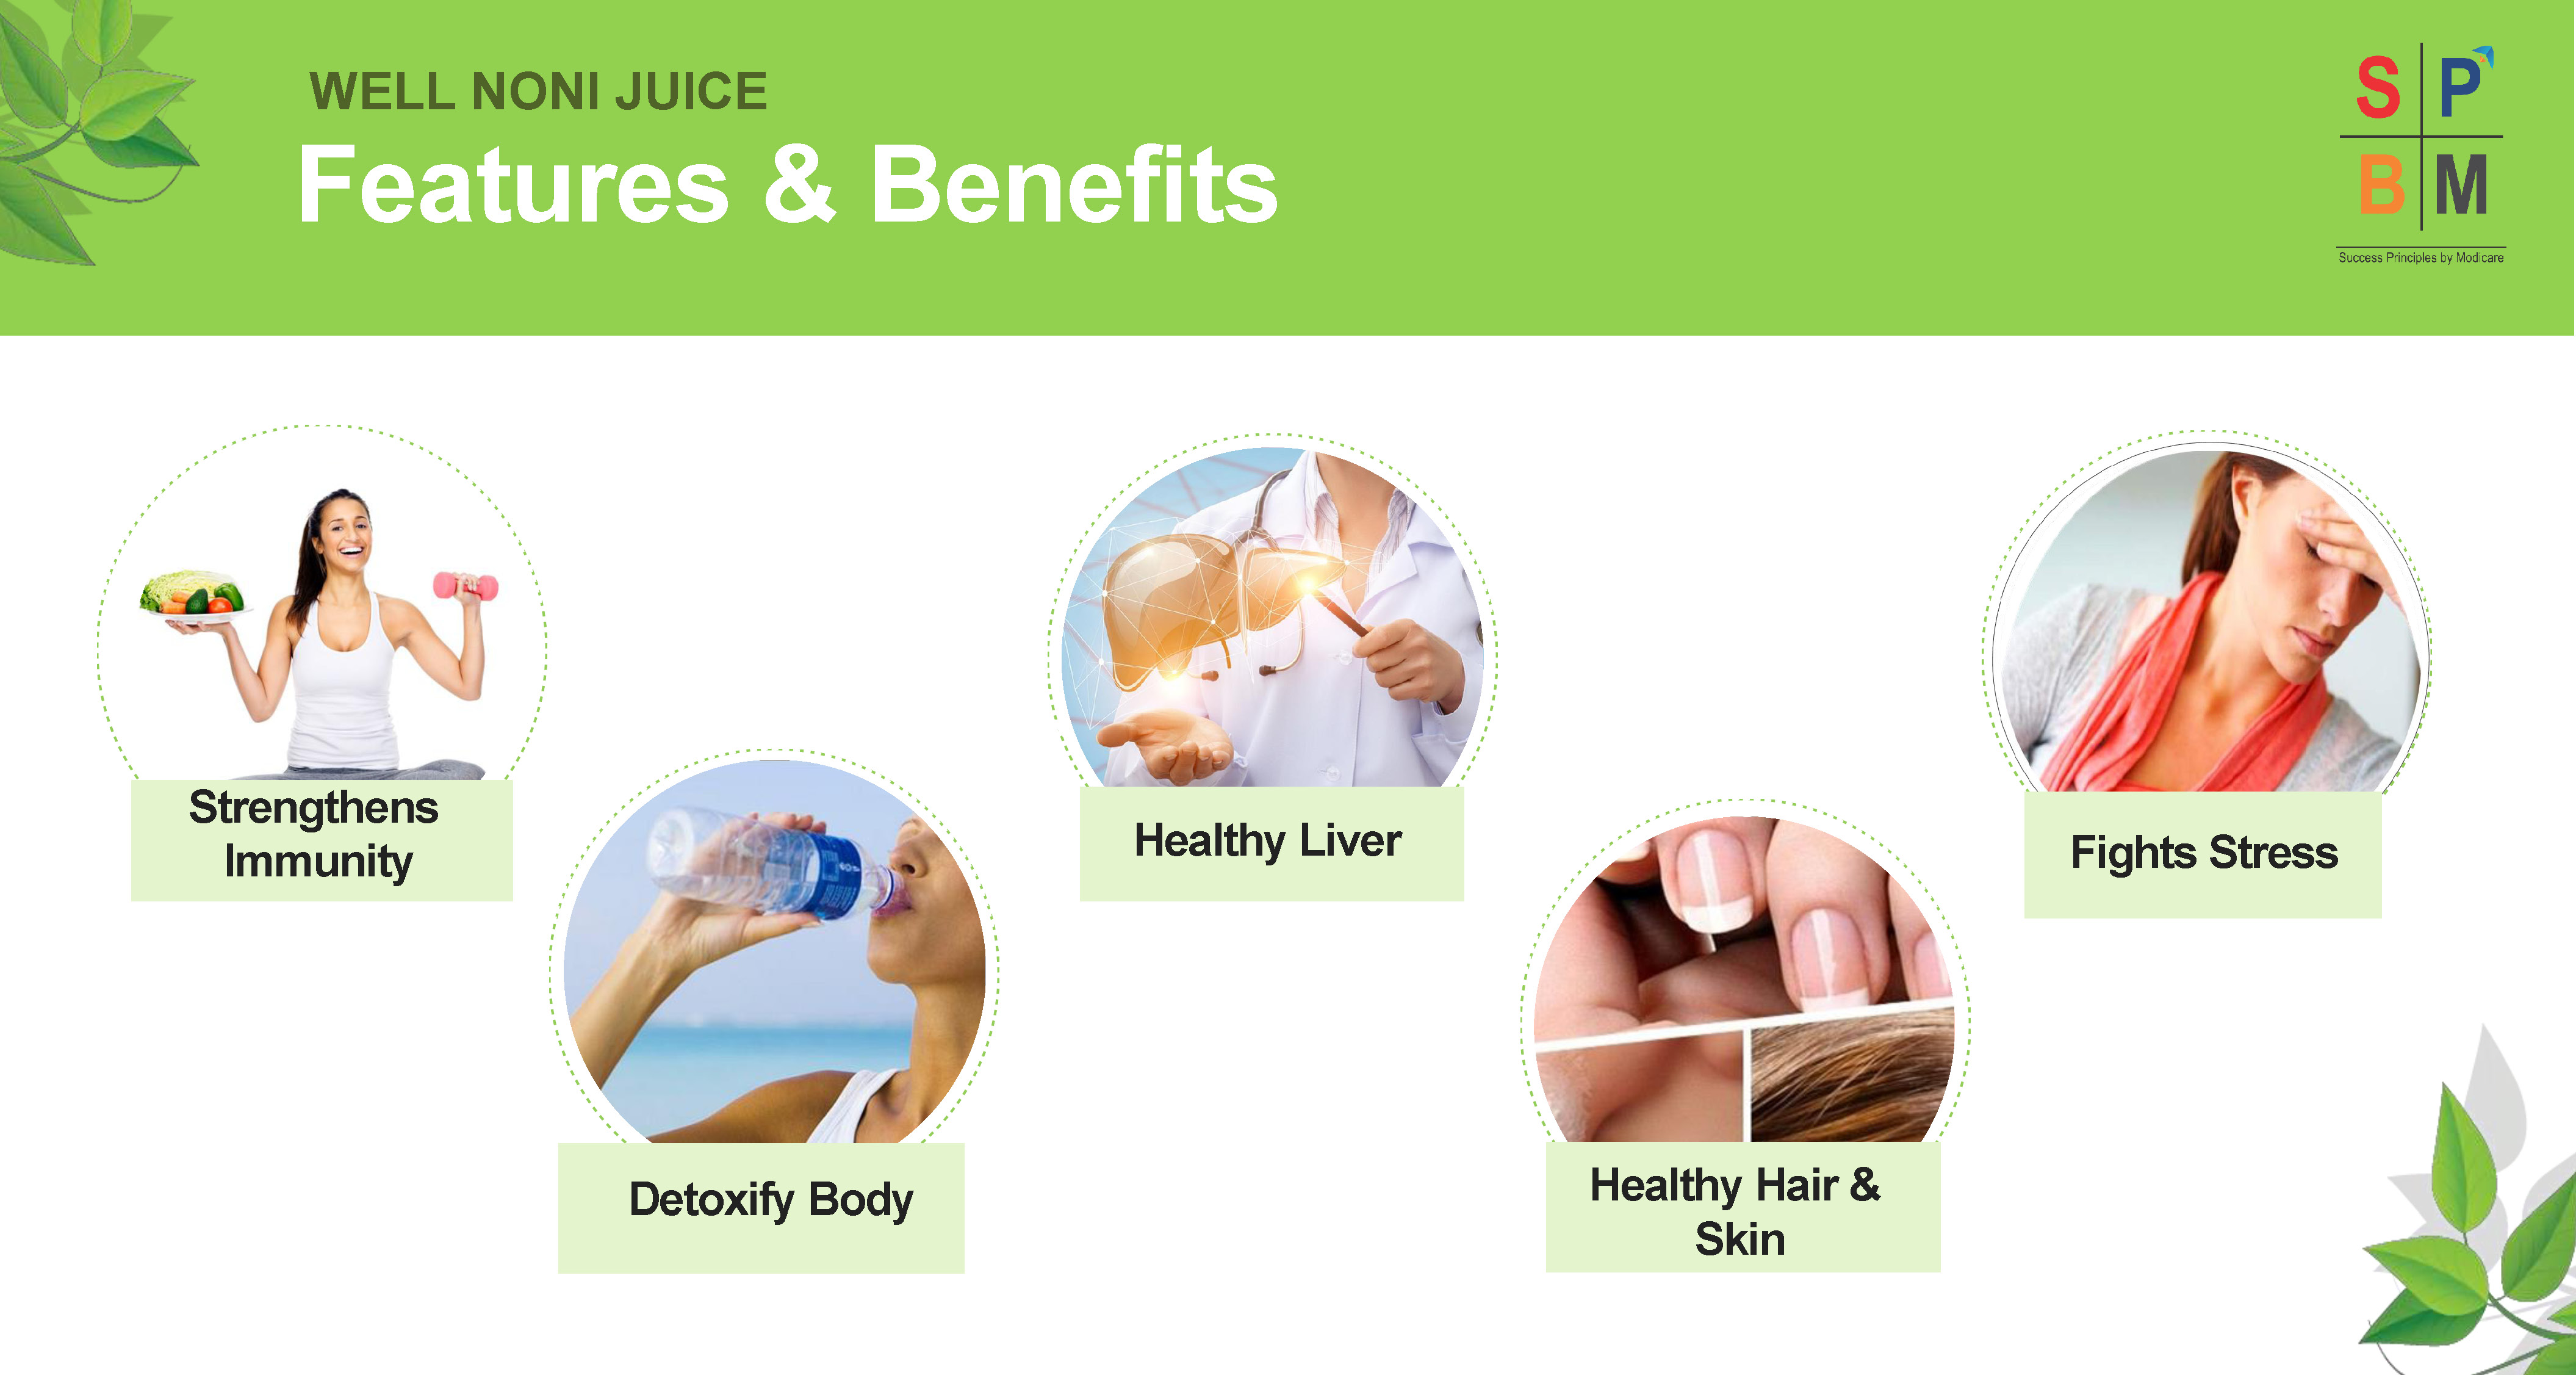 WELL NONI JUICE
Features & Benefits
S P
B M
Success Principles by Modicare
Strengthens
Immunity
Detoxify Body
Healthy Liver
Healthy Hair &
Skin
Fights Stress